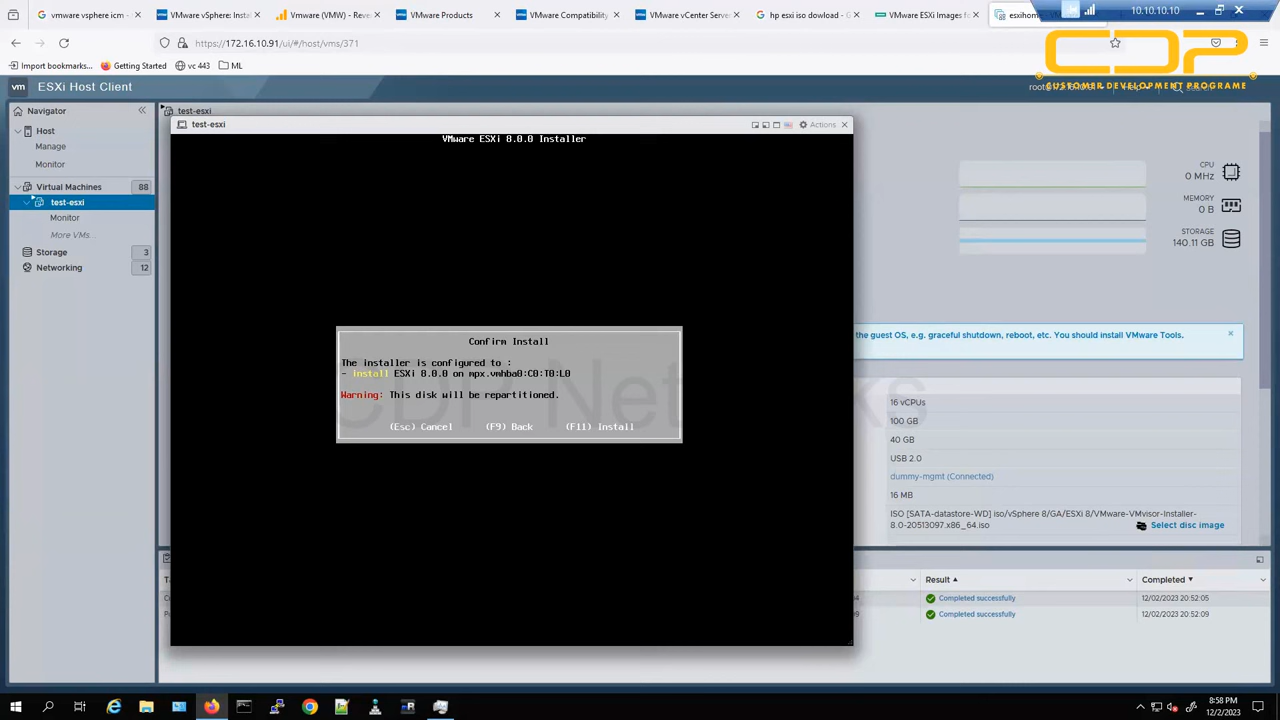 vmware vsphere icm
VMware vSphere: Instal
Vmware (VMW) - Revenu
VMware Products
VMware Compatibility
VMware vCenter Server
hp esxi iso dowload - G
VMware ESXi Images fo
esxihome
10.10.10.10
https://172.16.10.91/ui/#/host/vms/371
Import bookmarks...
Getting Started
vc 443
ML
CDP
CUSTOMER DEVELOPMENT PROGRAME
vm
ESXi Host Client
Navigator
test-esxi
Host
Manage
Monitor
Virtual Machines
88
test-esxi
Monitor
More VMs...
Storage
3
Networking
12
test-esxi
Actions
VMware ESXi 8.0.0 Installer
Confirm Install
The installer is configured to :
- install ESXi 8.0.0 on mpx.vmhba0:C0:T0:L0
Warning: This disk will be repartitioned.
(Esc) Cancel (F9) Back (F11) Install
CDP Networks
CPU
0 MHz
MEMORY
0 B
STORAGE
140.11 GB
the guest OS, e.g. graceful shutdown, reboot, etc. You should install VMware Tools.
16 vCPUs
100 GB
40 GB
USB 2.0
dummy-mgmt (Connected)
16 MB
ISO [SATA-datastore-WD] iso/vSphere 8/GA/ESXi 8/VMware-VMvisor-Installer-
8.0-20513097.x86_64.iso
Select disc image
Result
Completed
Completed successfully
12/02/2023 20:52:05
Completed successfully
12/02/2023 20:52:09
8:58 PM
12/2/2023